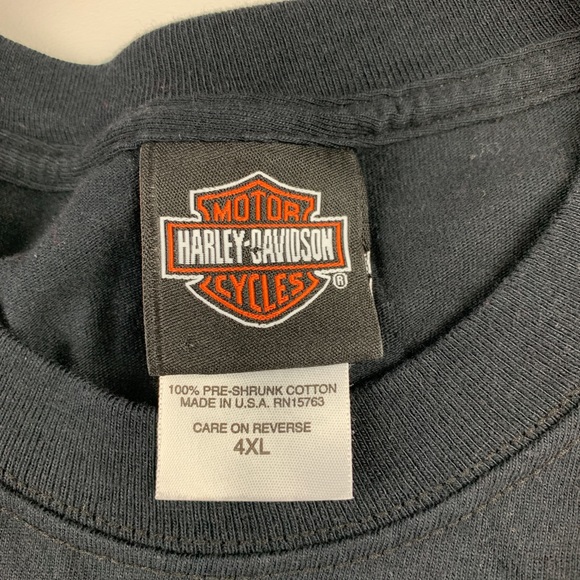 MOTOR
HARLEY-DAVIDSON
CYCLES
®
100% PRE-SHRUNK COTTON
MADE IN U.S.A. RN15763
CARE ON REVERSE
4XL